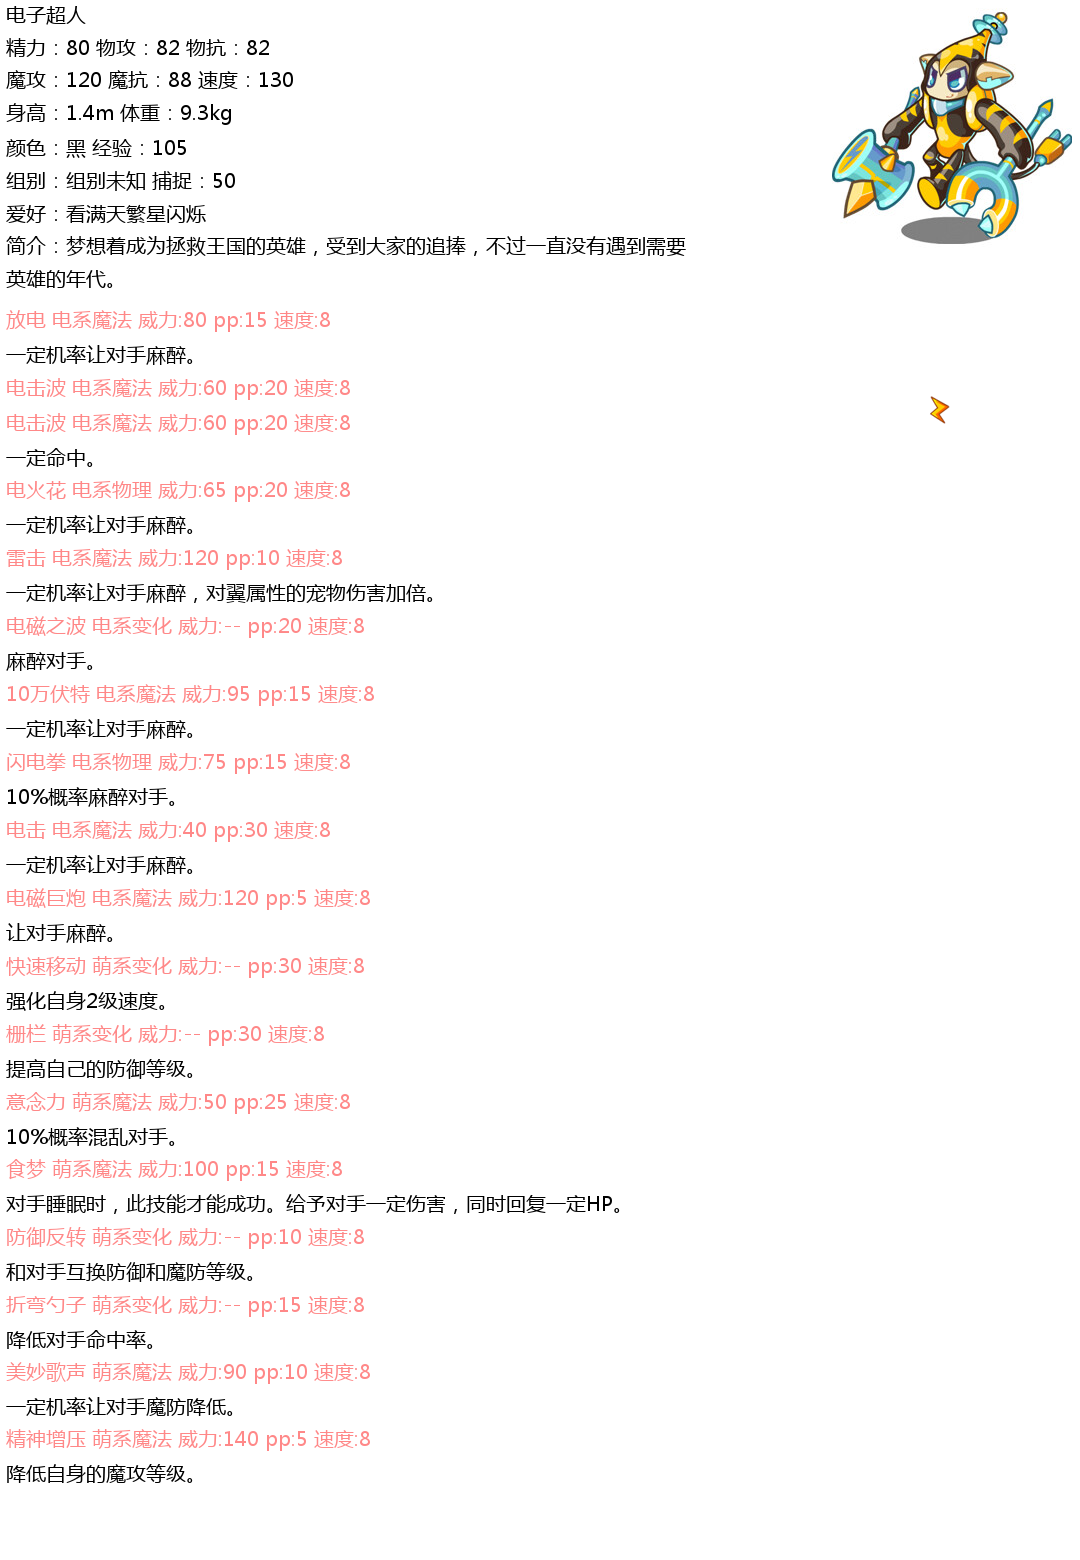 电子超人
精力：80 物攻：82 物抗：82
魔攻：120 魔抗：88 速度：130
身高：1.4m 体重：9.3kg
颜色：黑 经验：105
组别：组别未知 捕捉：50
爱好：看满天繁星闪烁
简介：梦想着成为拯救王国的英雄，受到大家的追捧，不过一直没有遇到需要
英雄的年代。
放电 电系魔法 威力:80 pp:15 速度:8
一定机率让对手麻醉。
电击波 电系魔法 威力:60 pp:20 速度:8
电击波 电系魔法 威力:60 pp:20 速度:8
一定命中。
电火花 电系物理 威力:65 pp:20 速度:8
一定机率让对手麻醉。
雷击 电系魔法 威力:120 pp:10 速度:8
一定机率让对手麻醉，对翼属性的宠物伤害加倍。
电磁之波 电系变化 威力:-- pp:20 速度:8
麻醉对手。
10万伏特 电系魔法 威力:95 pp:15 速度:8
一定机率让对手麻醉。
闪电拳 电系物理 威力:75 pp:15 速度:8
10%概率麻醉对手。
电击 电系魔法 威力:40 pp:30 速度:8
一定机率让对手麻醉。
电磁巨炮 电系魔法 威力:120 pp:5 速度:8
让对手麻醉。
快速移动 萌系变化 威力:-- pp:30 速度:8
强化自身2级速度。
栅栏 萌系变化 威力:-- pp:30 速度:8
提高自己的防御等级。
意念力 萌系魔法 威力:50 pp:25 速度:8
10%概率混乱对手。
食梦 萌系魔法 威力:100 pp:15 速度:8
对手睡眠时，此技能才能成功。给予对手一定伤害，同时回复一定HP。
防御反转 萌系变化 威力:-- pp:10 速度:8
和对手互换防御和魔防等级。
折弯勺子 萌系变化 威力:-- pp:15 速度:8
降低对手命中率。
美妙歌声 萌系魔法 威力:90 pp:10 速度:8
一定机率让对手魔防降低。
精神增压 萌系魔法 威力:140 pp:5 速度:8
降低自身的魔攻等级。